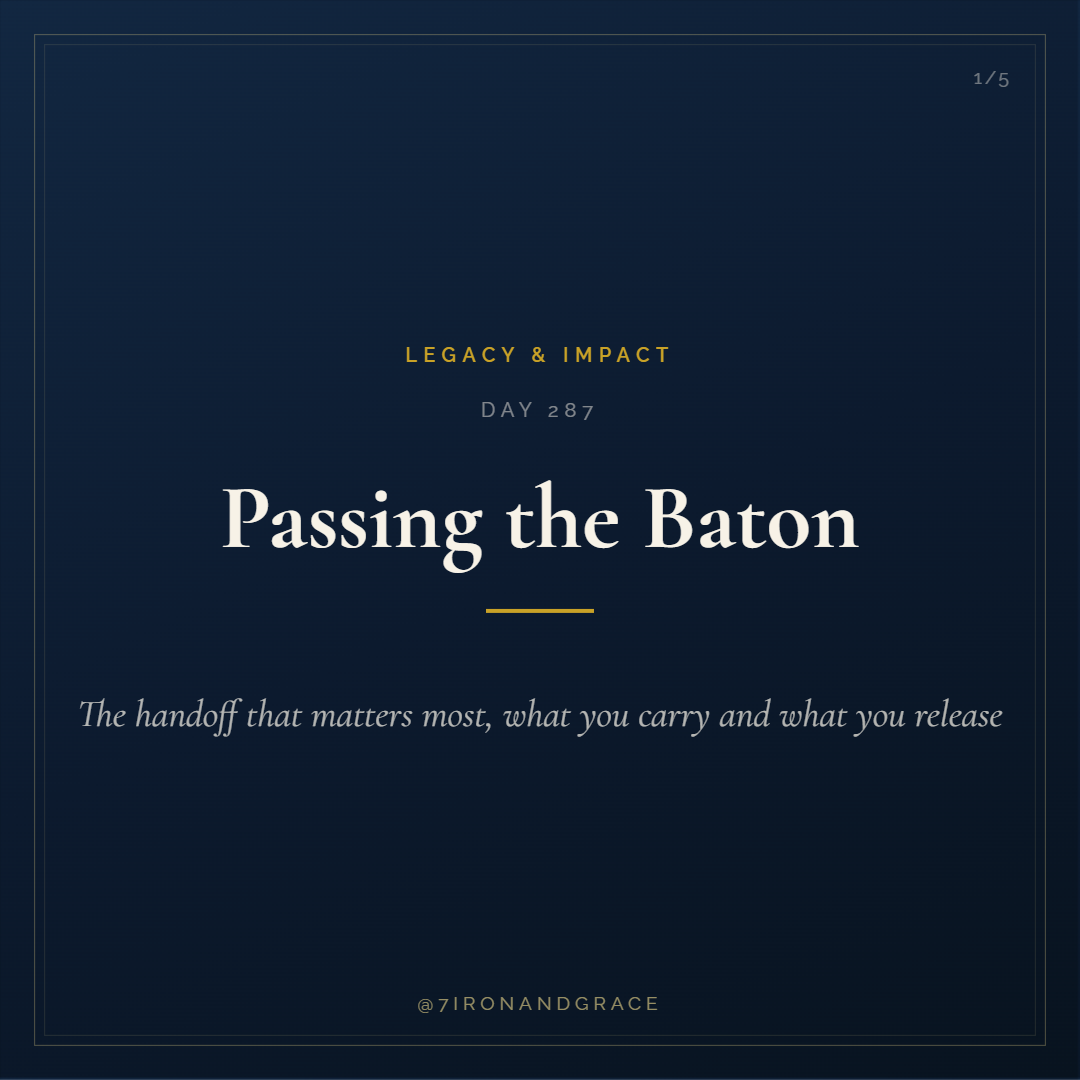 1/5
LEGACY & IMPACT
DAY 287
Passing the Baton
The handoff that matters most, what you carry and what you release
@7IRONANDGRACE